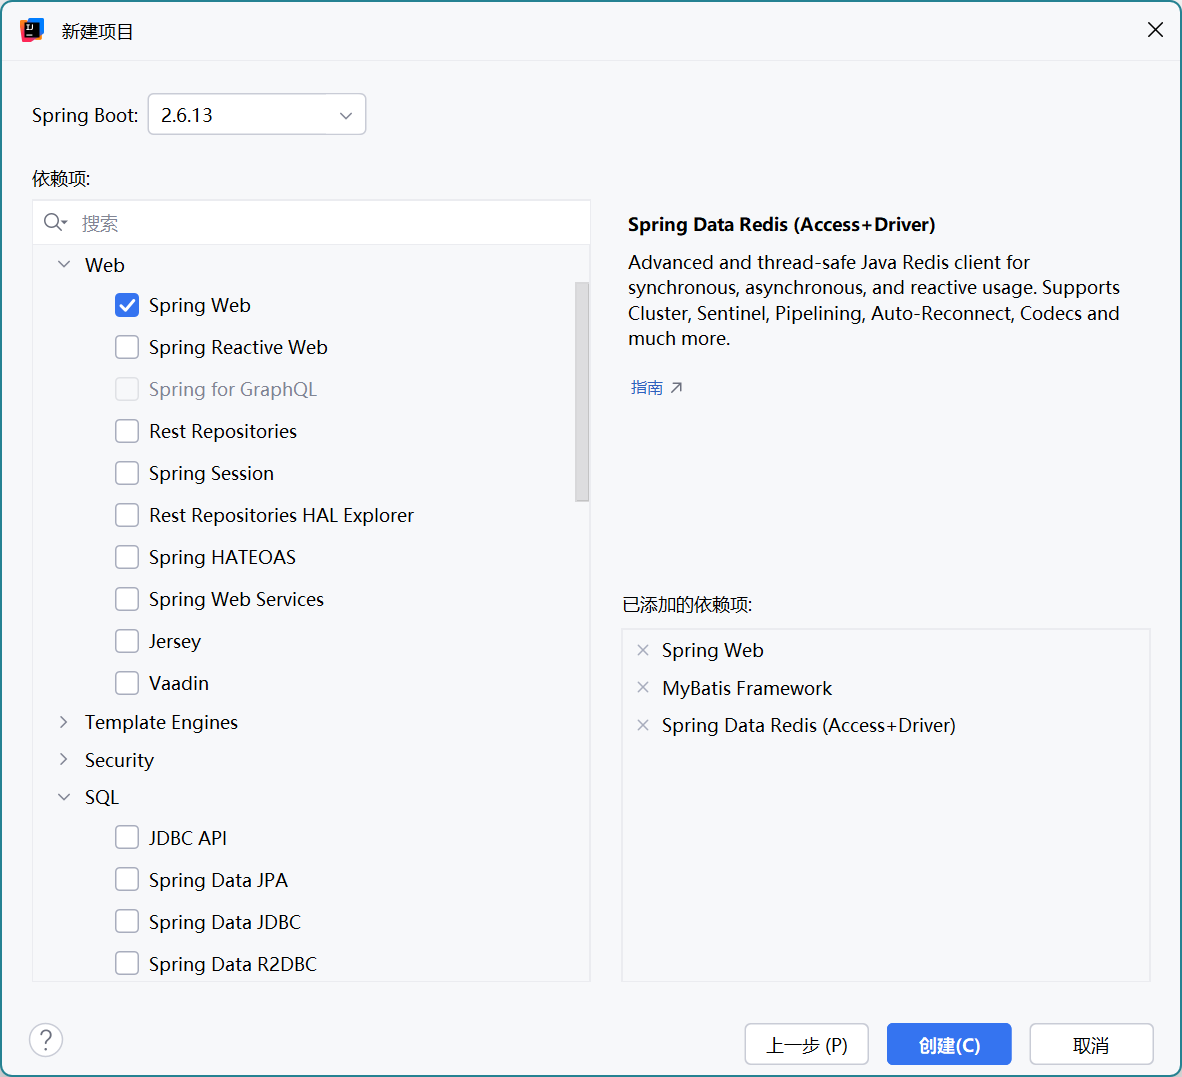 新建项目
Spring Boot:
2.6.13
依赖项:
搜索
Web
Spring Web
Spring Reactive Web
Spring for GraphQL
Rest Repositories
Spring Session
Rest Repositories HAL Explorer
Spring HATEOAS
Spring Web Services
Jersey
Vaadin
Template Engines
Security
SQL
JDBC API
Spring Data JPA
Spring Data JDBC
Spring Data R2DBC
Spring Data Redis (Access+Driver)
Advanced and thread-safe Java Redis client for
synchronous, asynchronous, and reactive usage. Supports
Cluster, Sentinel, Pipelining, Auto-Reconnect, Codecs and
much more.
指南
已添加的依赖项:
Spring Web
MyBatis Framework
Spring Data Redis (Access+Driver)
?
上一步 (P)
创建(C)
取消